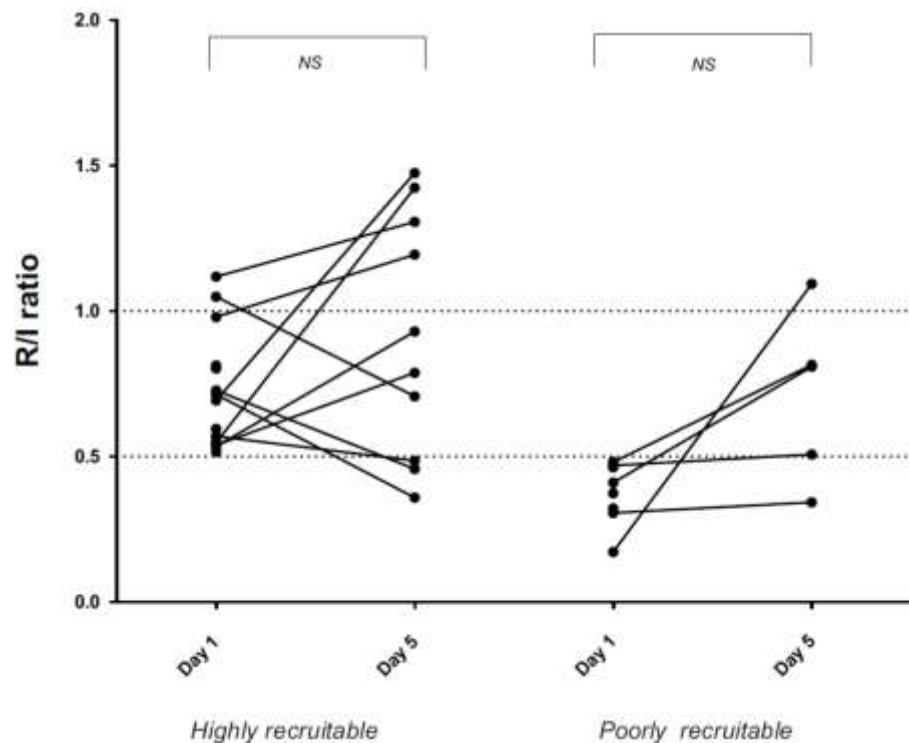 2.0
NS
NS
1.5
R/I ratio
1.0
0.5
0.0
Day 1
Day 5
Day 1
Day 5
Highly recruitable
Poorly recruitable